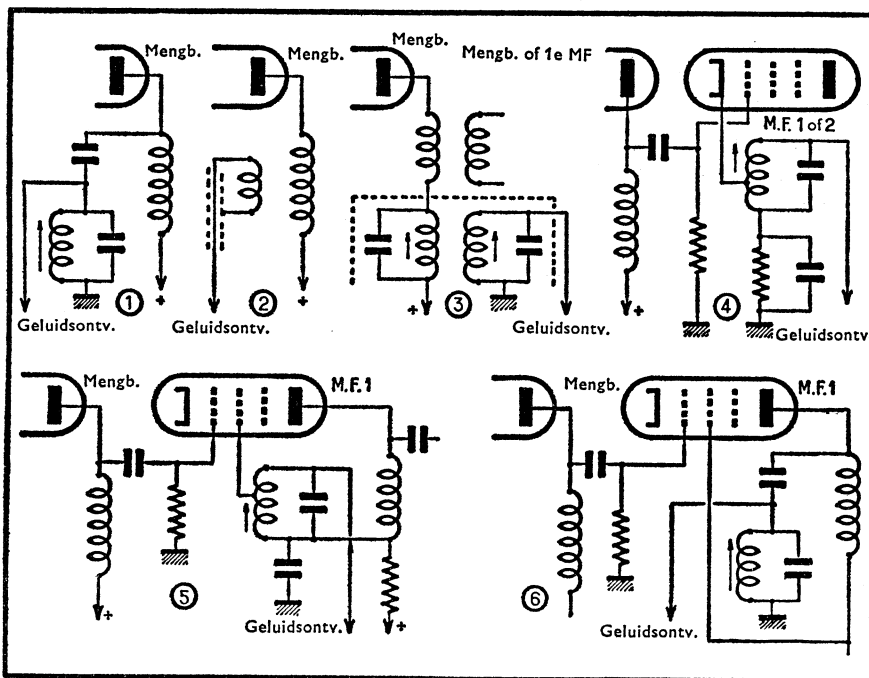 Mengb.
Mengb.
Mengb.
Mengb. of 1e MF
M.F. 1 of 2
+
+
+
+
1
2
3
4
Geluidsontv.
Geluidsontv.
Geluidsontv.
Geluidsontv.
Mengb.
M.F.1
Mengb.
M.F.1
5
6
+
+
Geluidsontv.
Geluidsontv.